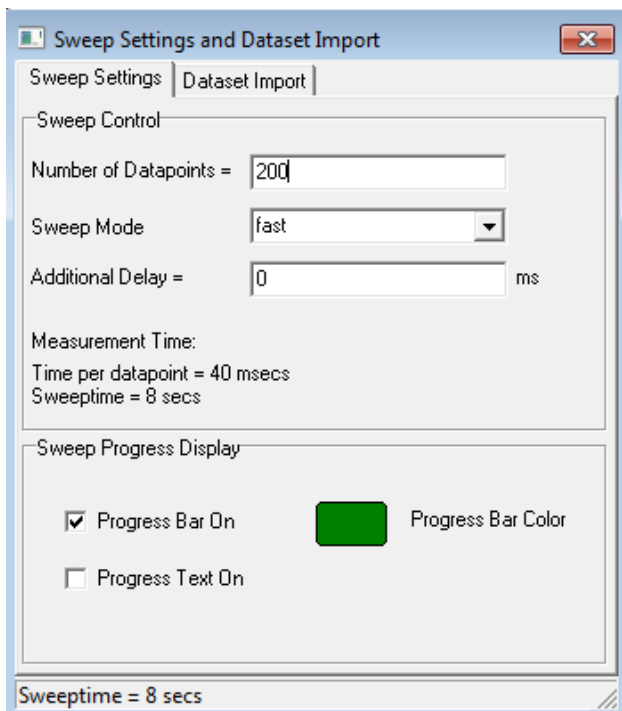 Sweep Settings and Dataset Import
Sweep Settings Dataset Import
Sweep Control
Number of Datapoints = 200
Sweep Mode fast
Additional Delay = 0 ms
Measurement Time:
Time per datapoint = 40 msecs
Sweeptime = 8 secs
Sweep Progress Display
Progress Bar On Progress Bar Color
Progress Text On
Sweeptime = 8 secs